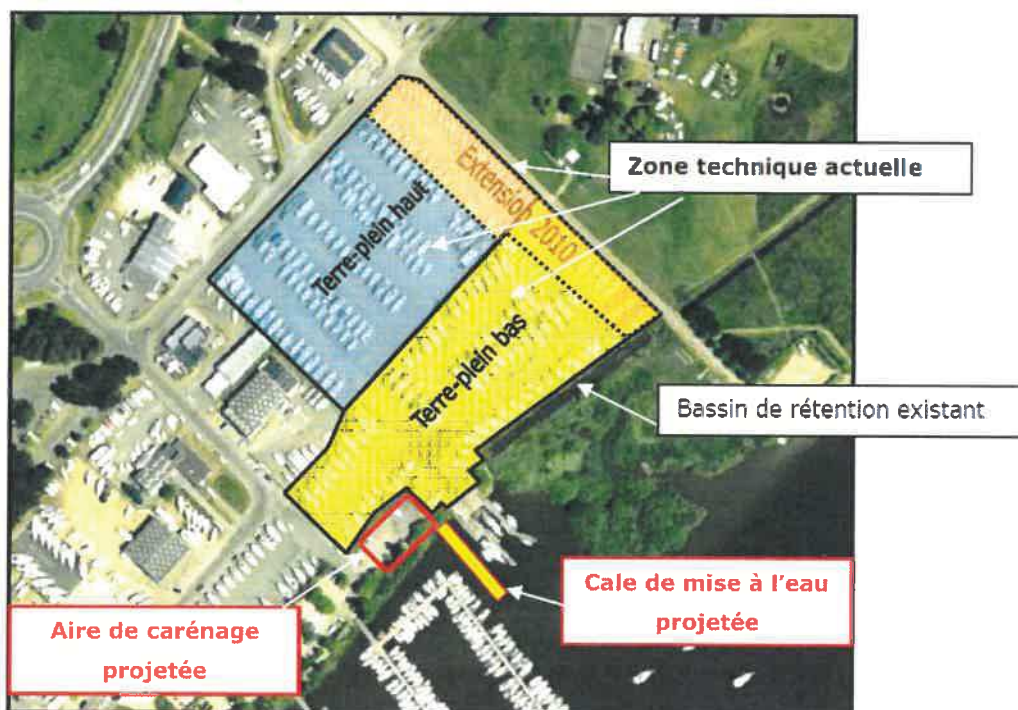 Zone technique actuelle
Extension 2010
Terre-plein haut
Terre-plein bas
Bassin de rétention existant
Cale de mise à l'eau
projetée
Aire de carénage
projetée